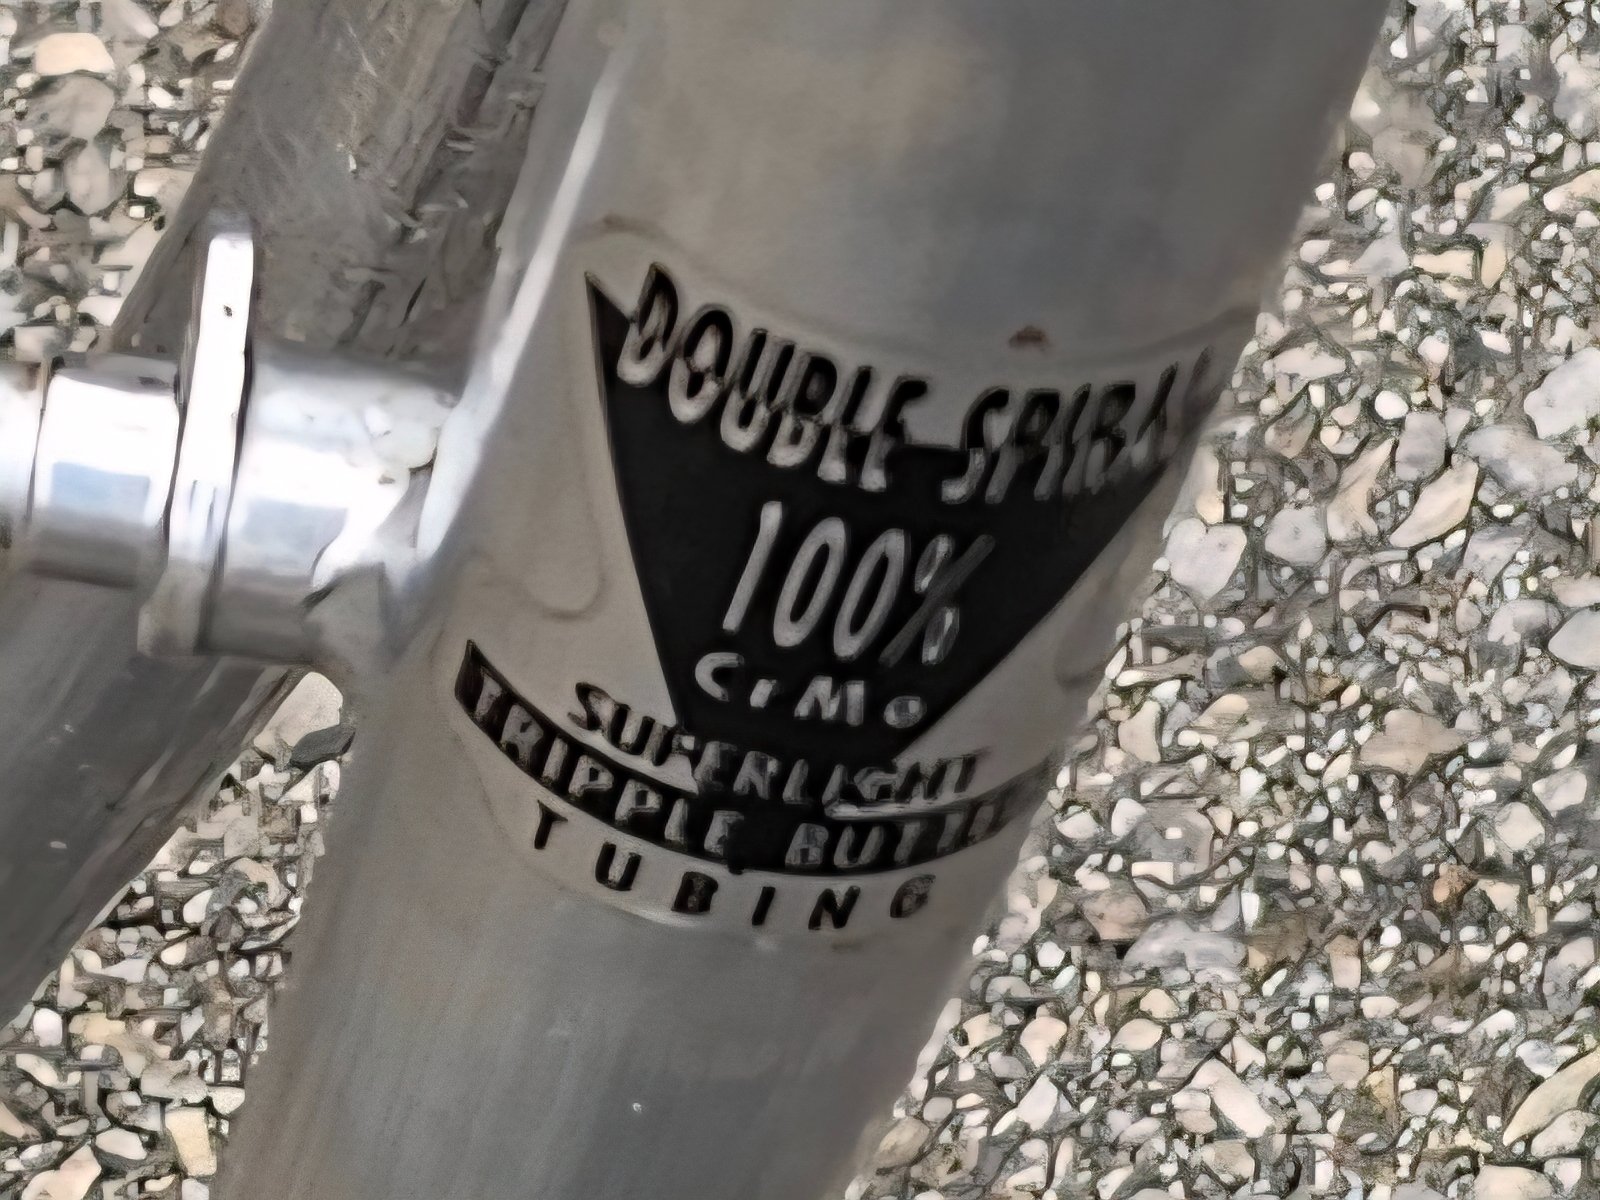 DOUBLE SPIRAL
100%
CrMo
SUPERLIGHT
TRIPPLE BUTTED
TUBING